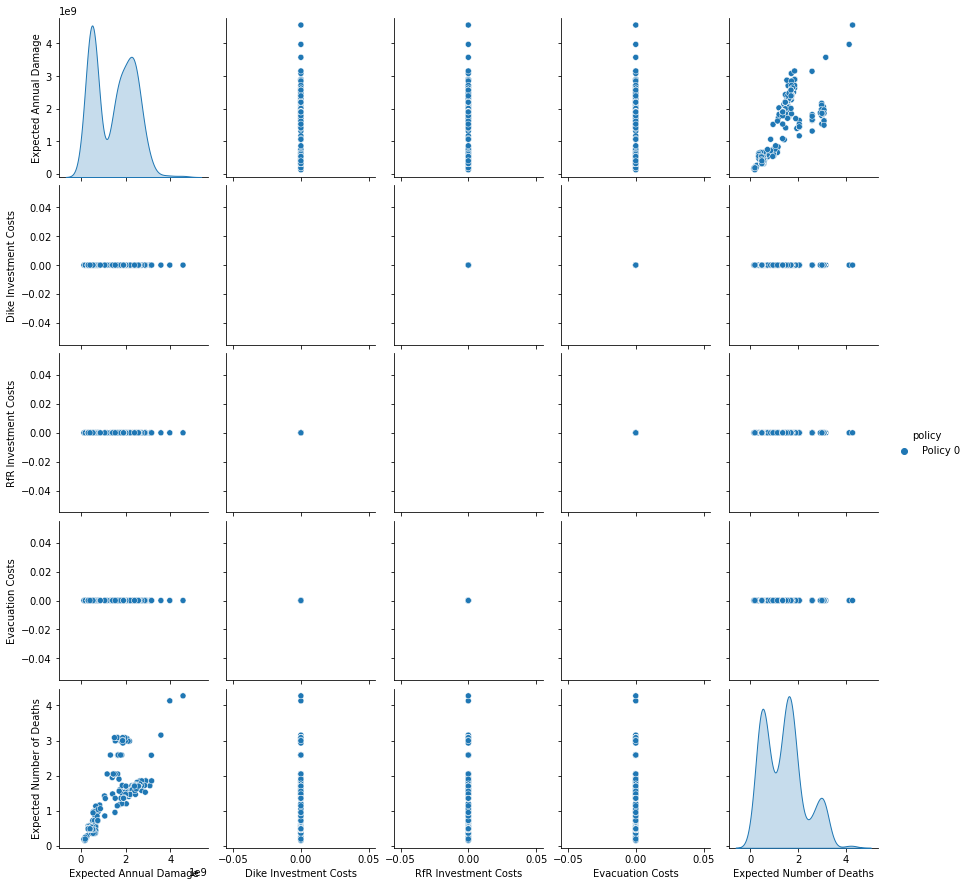 1e9
4
3
2
1
0
Expected Annual Damage
0.04
0.02
0.00
−0.02
−0.04
Dike Investment Costs
0.04
0.02
0.00
−0.02
−0.04
RfR Investment Costs
policy
Policy 0
0.04
0.02
0.00
−0.02
−0.04
Evacuation Costs
4
3
2
1
0
Expected Number of Deaths
0 2 4
1e9
Expected Annual Damage
−0.05 0.00 0.05
Dike Investment Costs
−0.05 0.00 0.05
RfR Investment Costs
−0.05 0.00 0.05
Evacuation Costs
0 2 4
Expected Number of Deaths